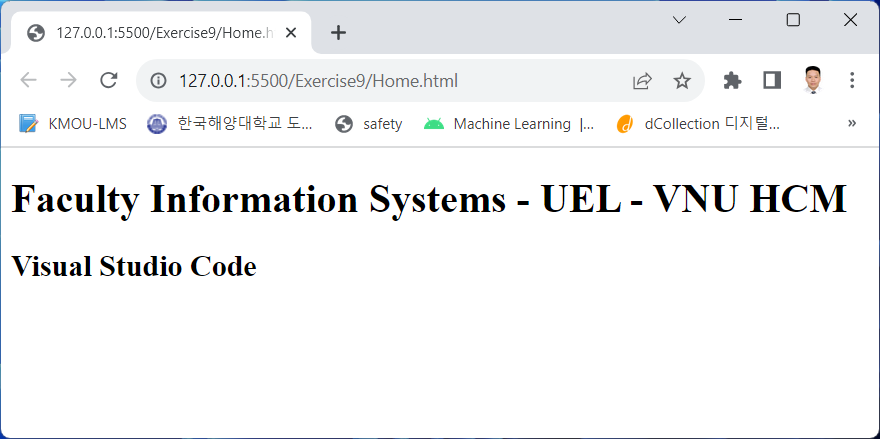 127.0.0.1:5500/Exercise9/Home.h
127.0.0.1:5500/Exercise9/Home.html
KMOU-LMS 한국해양대학교 도... safety Machine Learning |... dCollection 디지털... »
Faculty Information Systems - UEL - VNU HCM
Visual Studio Code